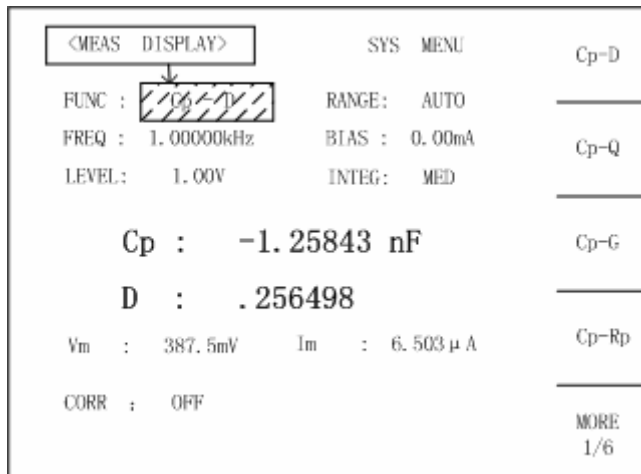 <MEAS DISPLAY>
SYS MENU
FUNC : Cp-D
RANGE: AUTO
FREQ : 1.00000kHz
BIAS : 0.00mA
LEVEL: 1.00V
INTEG: MED
Cp : -1.25843 nF
D : .256498
Vm : 387.5mV
Im : 6.503μA
CORR : OFF
Cp-D
Cp-Q
Cp-G
Cp-Rp
MORE
1/6